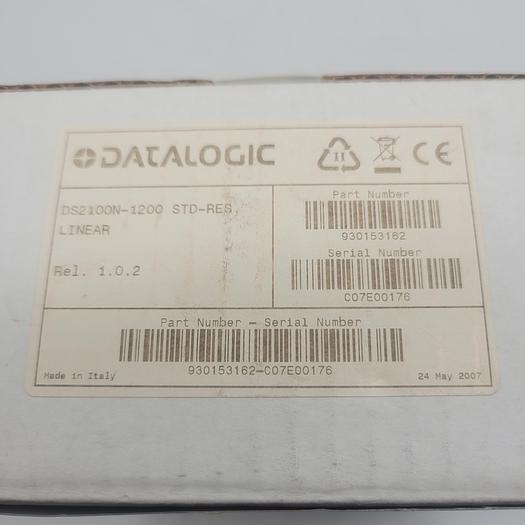 DATALOGIC
CE
DS2100N-1200 STD-RES
LINEAR
Rel. 1.0.2
Part Number
930153162
Serial Number
C07E00176
Part Number - Serial Number
930153162-C07E00176
Made in Italy
24 May 2007